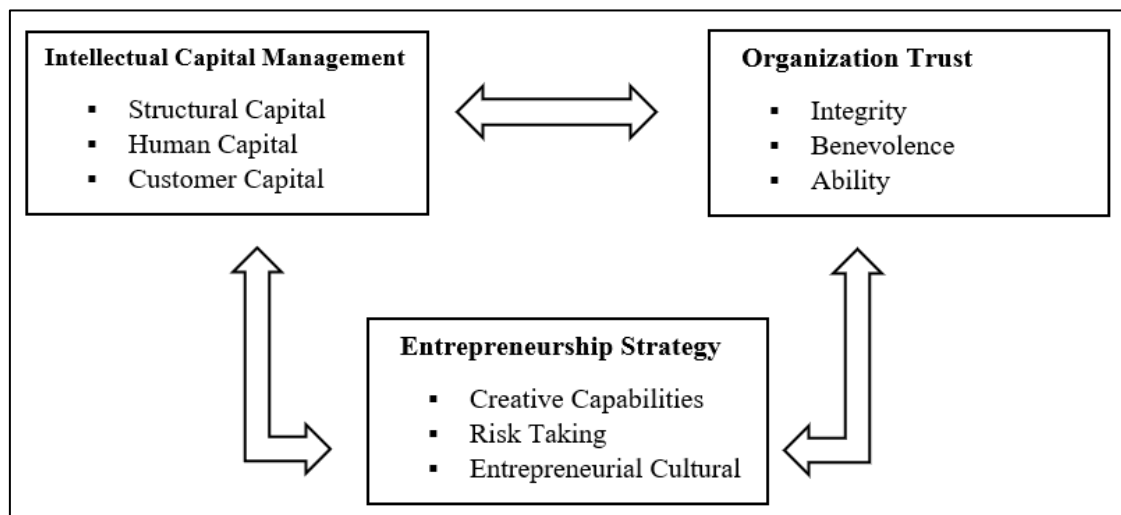 Intellectual Capital Management
▪ Structural Capital
▪ Human Capital
▪ Customer Capital
Organization Trust
▪ Integrity
▪ Benevolence
▪ Ability
Entrepreneurship Strategy
▪ Creative Capabilities
▪ Risk Taking
▪ Entrepreneurial Cultural